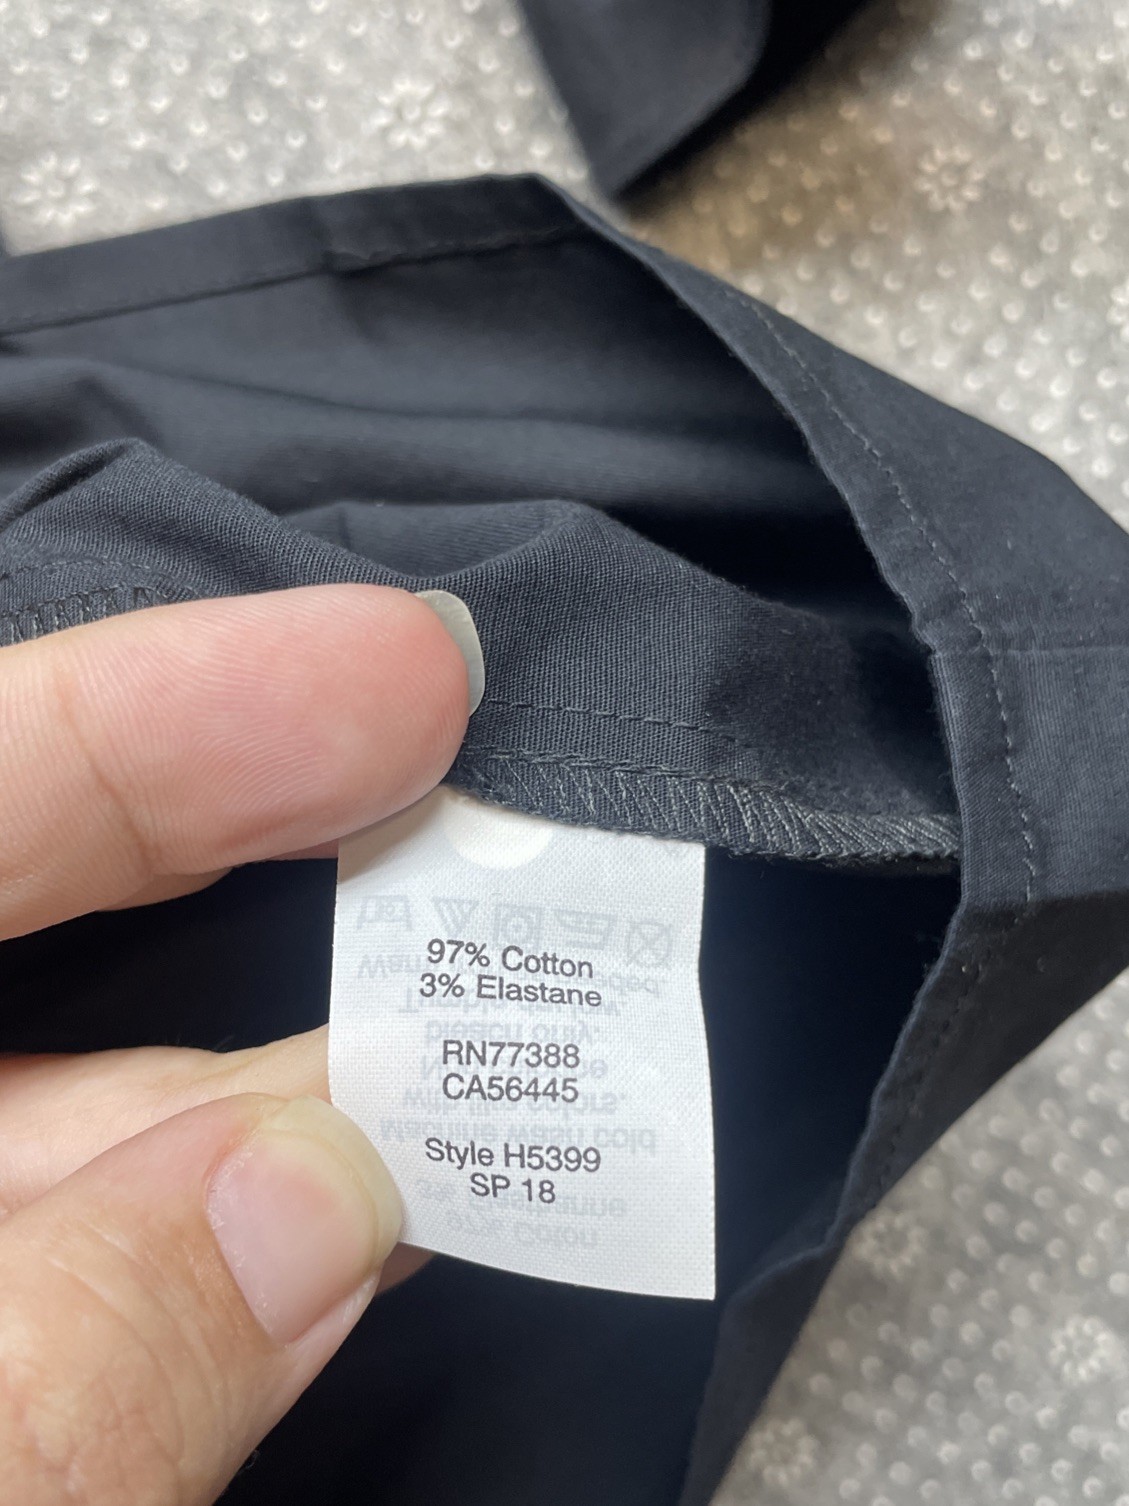 97% Cotton
3% Elastane
RN77388
CA56445
Style H5399
SP 18